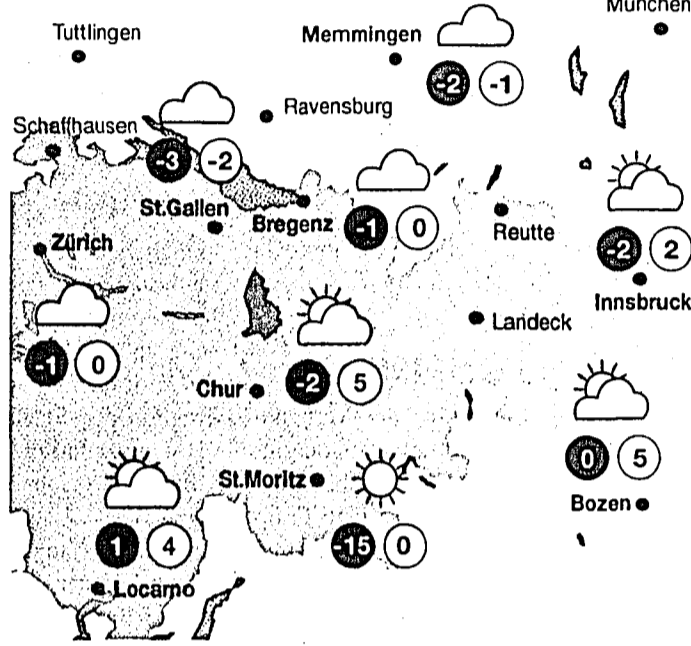 München
Tuttlingen
Memmingen
-2 -1
Ravensburg
Schaffhausen
-3 -2
St.Gallen
Bregenz
-1 0
Reutte
Zürich
-2 2
Innsbruck
-1 0
Landeck
Chur
-2 5
0 5
St.Moritz
Bozen
1 4
-15 0
Locarno